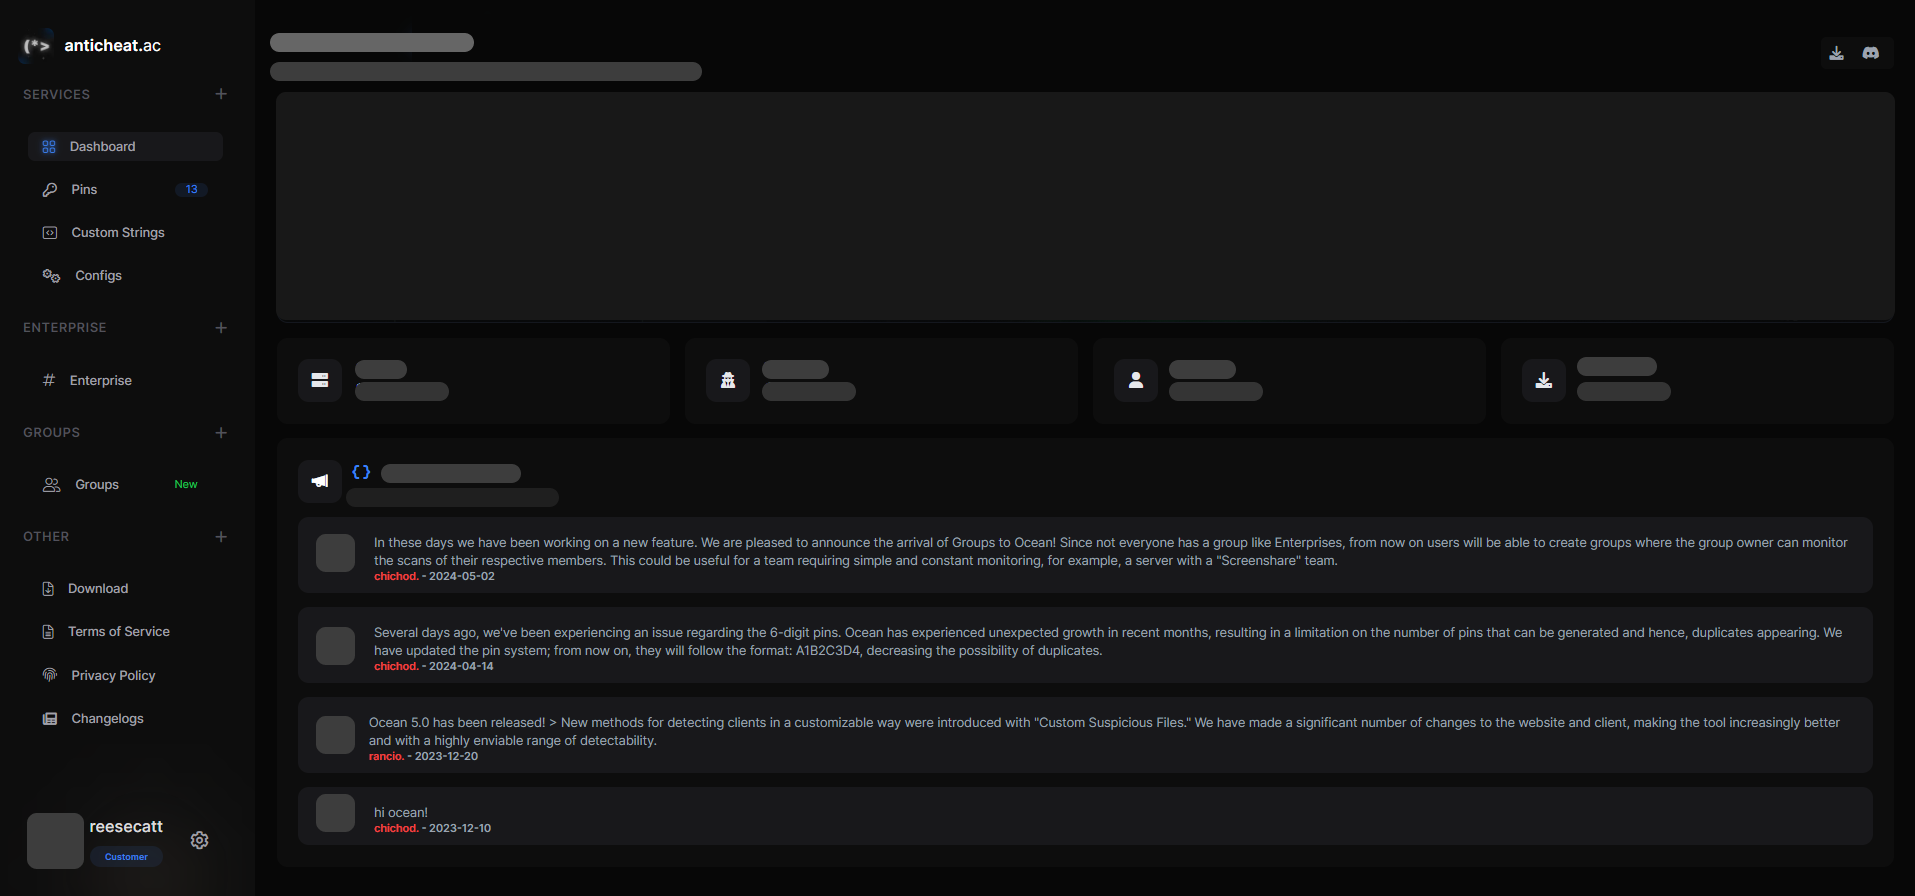 (*> anticheat.ac
SERVICES +
Dashboard
Pins 13
Custom Strings
Configs
ENTERPRISE +
# Enterprise
GROUPS +
Groups New
OTHER +
Download
Terms of Service
Privacy Policy
Changelogs
reesecatt
Customer
{}
In these days we have been working on a new feature. We are pleased to announce the arrival of Groups to Ocean! Since not everyone has a group like Enterprises, from now on users will be able to create groups where the group owner can monitor
the scans of their respective members. This could be useful for a team requiring simple and constant monitoring, for example, a server with a "Screenshare" team.
chichod. - 2024-05-02
Several days ago, we've been experiencing an issue regarding the 6-digit pins. Ocean has experienced unexpected growth in recent months, resulting in a limitation on the number of pins that can be generated and hence, duplicates appearing. We
have updated the pin system; from now on, they will follow the format: A1B2C3D4, decreasing the possibility of duplicates.
chichod. - 2024-04-14
Ocean 5.0 has been released! > New methods for detecting clients in a customizable way were introduced with "Custom Suspicious Files." We have made a significant number of changes to the website and client, making the tool increasingly better
and with a highly enviable range of detectability.
rancio. - 2023-12-20
hi ocean!
chichod. - 2023-12-10